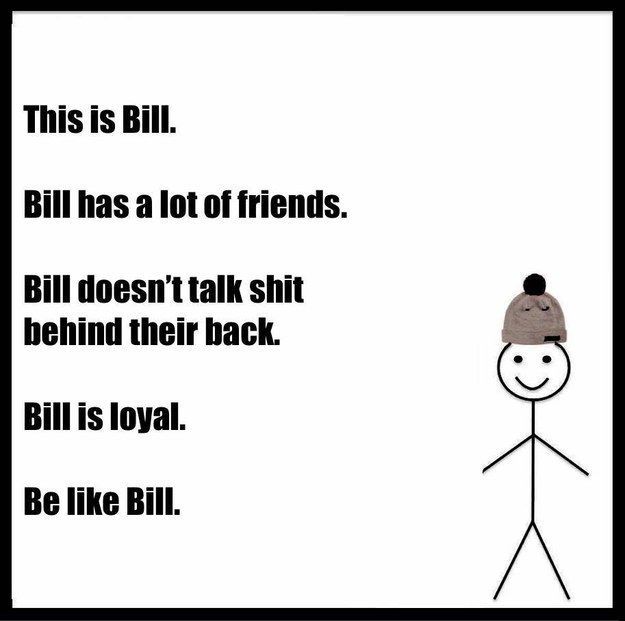 This is Bill.
Bill has a lot of friends.
Bill doesn't talk shit
behind their back.
Bill is loyal.
Be like Bill.